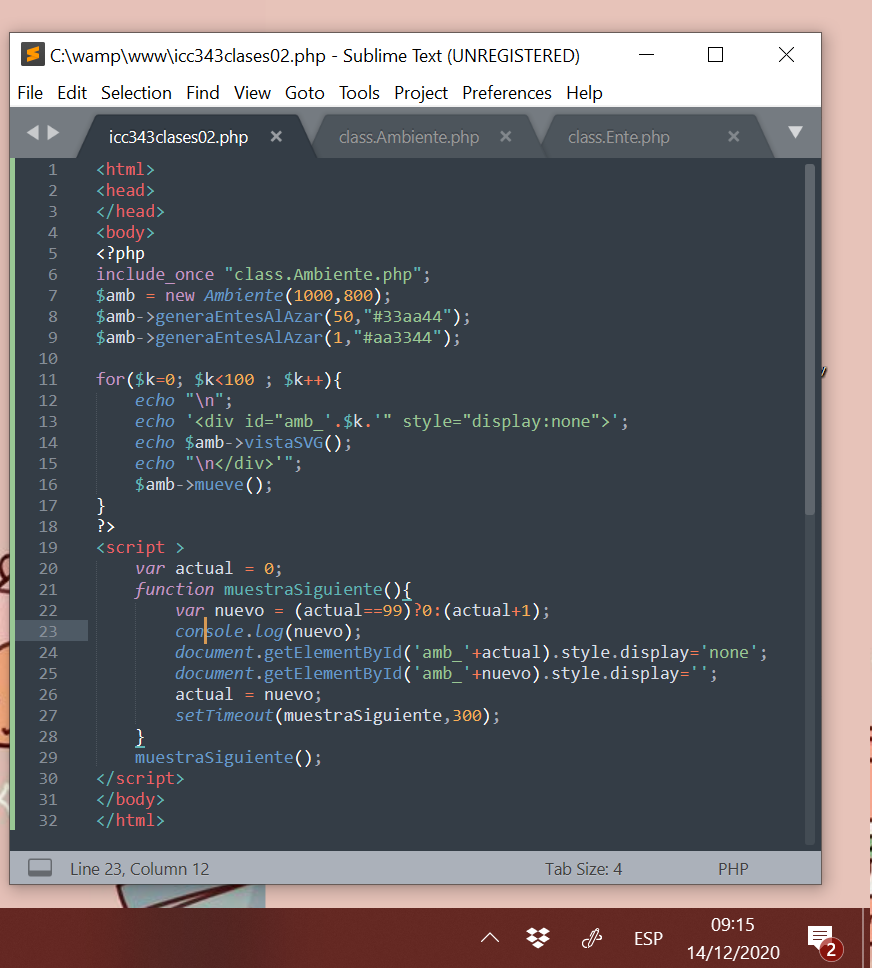 C:\wamp\www\icc343clases02.php - Sublime Text (UNREGISTERED)
File Edit Selection Find View Goto Tools Project Preferences Help
icc343clases02.php class.Ambiente.php class.Ente.php
1 <html>
2 <head>
3 </head>
4 <body>
5 <?php
6 include_once "class.Ambiente.php";
7 $amb = new Ambiente(1000,800);
8 $amb->generaEntesAlAzar(50,"#33aa44");
9 $amb->generaEntesAlAzar(1,"#aa3344");
10
11 for($k=0; $k<100 ; $k++){
12     echo "\n";
13     echo '<div id="amb_'.$k.'" style="display:none">';
14     echo $amb->vistaSVG();
15     echo "\n</div>'";
16     $amb->mueve();
17 }
18 ?>
19 <script >
20     var actual = 0;
21     function muestraSiguiente(){
22         var nuevo = (actual==99)?0:(actual+1);
23         console.log(nuevo);
24         document.getElementById('amb_'+actual).style.display='none';
25         document.getElementById('amb_'+nuevo).style.display='';
26         actual = nuevo;
27         setTimeout(muestraSiguiente,300);
28     }
29     muestraSiguiente();
30 </script>
31 </body>
32 </html>
Line 23, Column 12 Tab Size: 4 PHP
ESP
09:15
14/12/2020
2